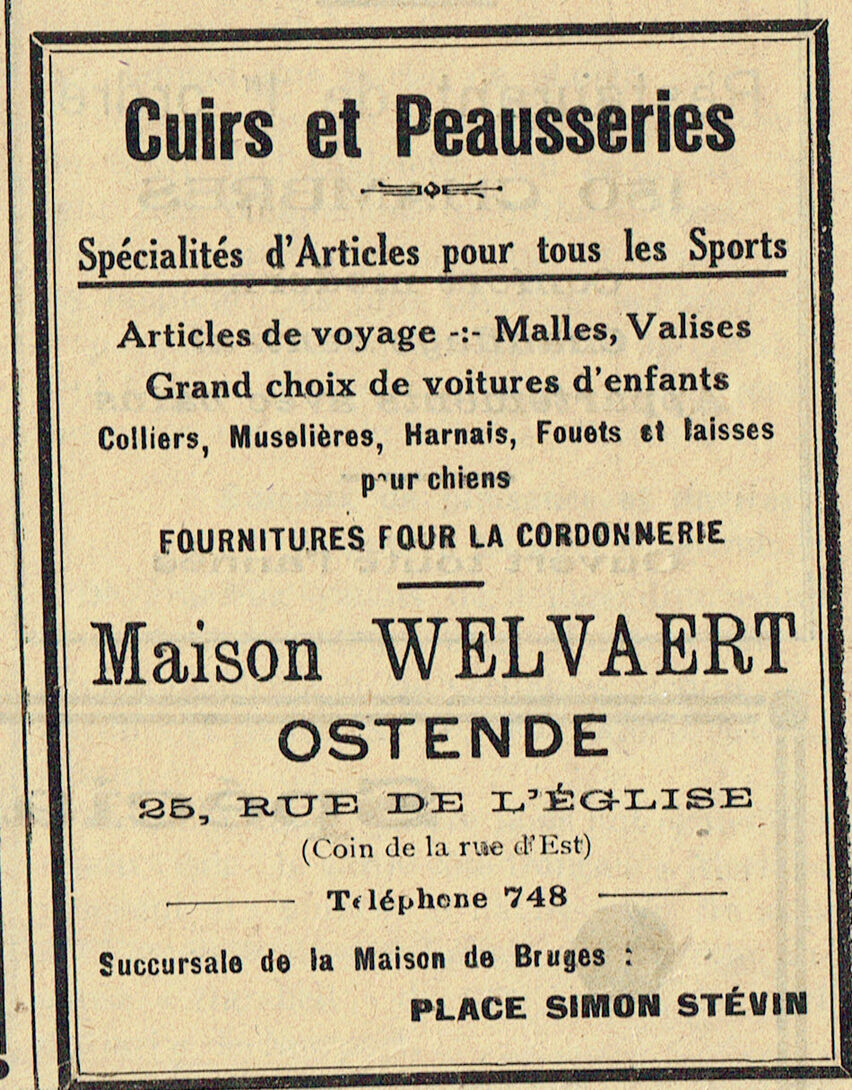 Cuirs et Peausseries
Spécialités d'Articles pour tous les Sports
Articles de voyage -:- Malles, Valises
Grand choix de voitures d'enfants
Colliers, Muselières, Harnais, Fouets et laisses
pour chiens
FOURNITURES FOUR LA CORDONNERIE
Maison WELVAERT
OSTENDE
25, RUE DE L'ÉGLISE
(Coin de la rue d'Est)
Téléphone 748
Succursale de la Maison de Bruges :
PLACE SIMON STÉVIN